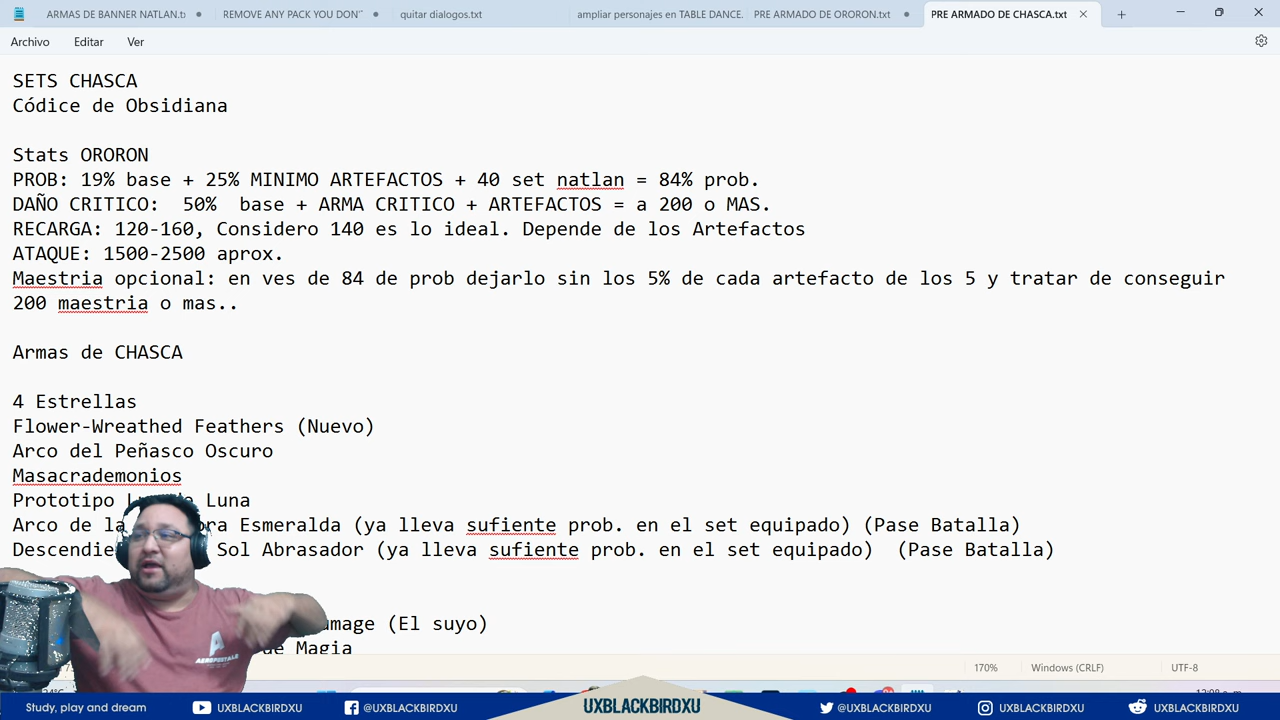 ARMAS DE BANNER NATLAN.t
REMOVE ANY PACK YOU DON'
quitar dialogos.txt
ampliar personajes en TABLE DANCE.
PRE ARMADO DE ORORON.txt
PRE ARMADO DE CHASCA.txt
Archivo Editar Ver
SETS CHASCA
Códice de Obsidiana
Stats ORORON
PROB: 19% base + 25% MINIMO ARTEFACTOS + 40 set natlan = 84% prob.
DAÑO CRITICO: 50% base + ARMA CRITICO + ARTEFACTOS = a 200 o MAS.
RECARGA: 120-160, Considero 140 es lo ideal. Depende de los Artefactos
ATAQUE: 1500-2500 aprox.
Maestria opcional: en ves de 84 de prob dejarlo sin los 5% de cada artefacto de los 5 y tratar de conseguir
200 maestria o mas..
Armas de CHASCA
4 Estrellas
Flower-Wreathed Feathers (Nuevo)
Arco del Peñasco Oscuro
Masacrademonios
Prototipo Luna
Arco de la Esmeralda (ya lleva sufiente prob. en el set equipado) (Pase Batalla)
Sol Abrasador (ya lleva sufiente prob. en el set equipado) (Pase Batalla)
(El suyo)
de Magia
170% Windows (CRLF) UTF-8
Study, play and dream UXBLACKBIRDXU @UXBLACKBIRDXU UXBLACKBIRDXU @UXBLACKBIRDXU UXBLACKBIRDXU UXBLACKBIRDXU